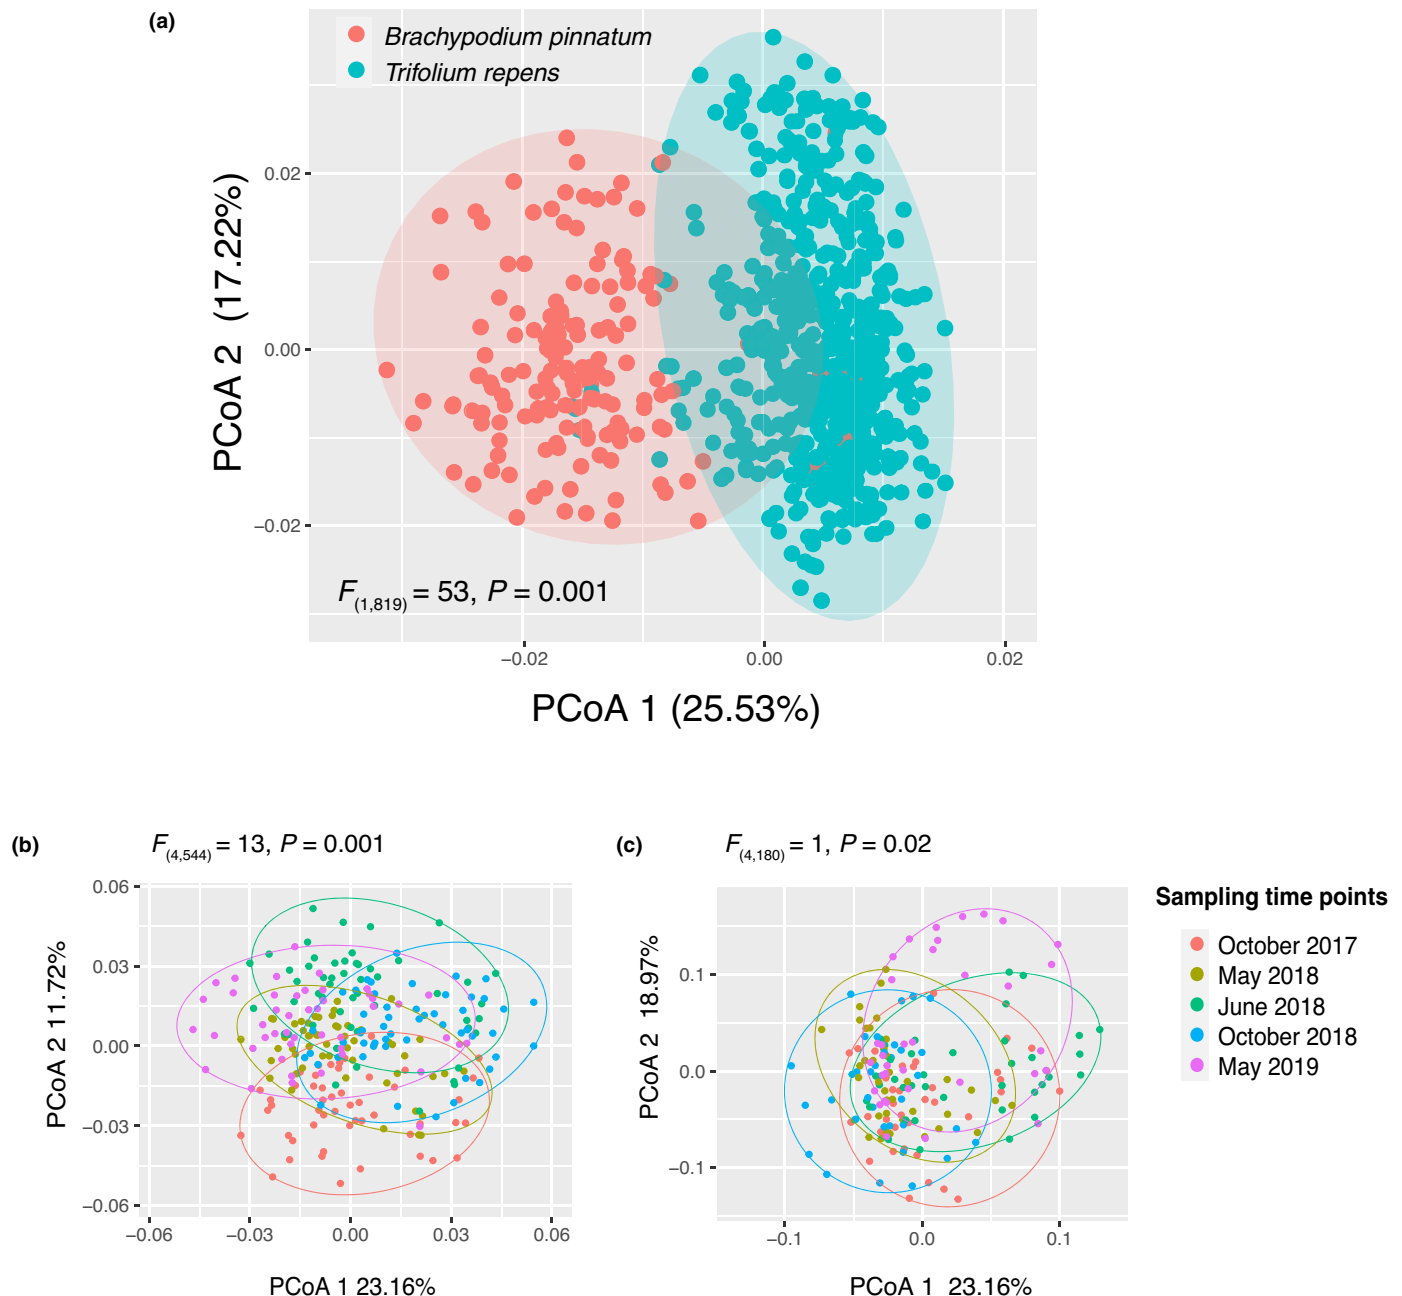 (a)
Brachypodium pinnatum
Trifolium repens
PCoA 2 (17.22%)
0.02
0.00
−0.02
F(1,819) = 53, P = 0.001
−0.02 0.00 0.02
PCoA 1 (25.53%)
(b)
F(4,544) = 13, P = 0.001
PCoA 2 11.72%
0.06
0.03
0.00
−0.03
−0.06
−0.06 −0.03 0.00 0.03 0.06
PCoA 1 23.16%
(c)
F(4,180) = 1, P = 0.02
PCoA 2 18.97%
0.1
0.0
−0.1
−0.1 0.0 0.1
PCoA 1 23.16%
Sampling time points
October 2017
May 2018
June 2018
October 2018
May 2019